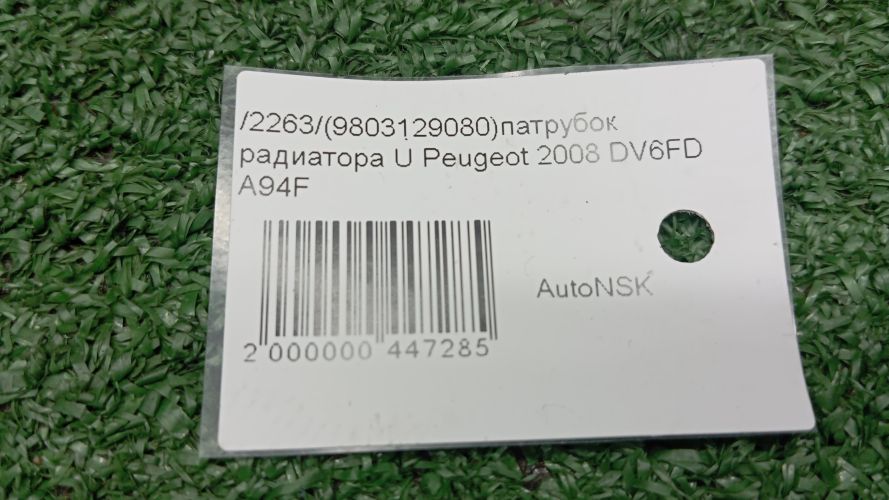 /2263/(9803129080)патрубок
радиатора U Peugeot 2008 DV6FD
A94F
AutoNSK
2 000000 447285